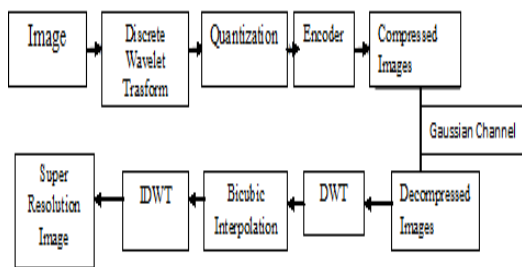 Image
Discrete
Wavelet
Trasform
Quantization
Encoder
Compressed
Images
Gaussian Channel
Super
Resolution
Image
IDWT
Bicubic
Interpolation
DWT
Decompressed
Images